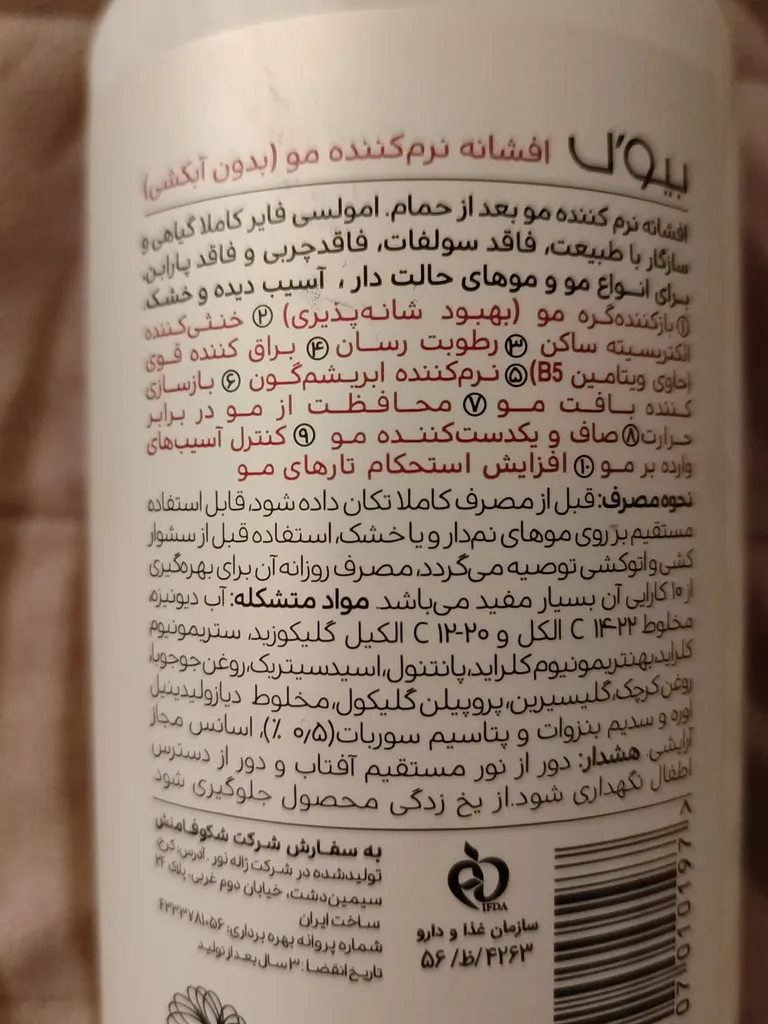 بیول افشانه نرم‌کننده مو (بدون آبکشی)
افشانه نرم کننده مو بعد از حمام. امولسی فایر کاملا گیاهی و
سازگار با طبیعت، فاقد سولفات، فاقدچربی و فاقد پارابن.
برای انواع مو و موهای حالت دار ، آسیب دیده و خشک.
①بازکننده‌گره مو (بهبود شانه‌پذیری) ② خنثی‌کننده
الکتریسیته ساکن ③ رطوبت رسان ④ براق کننده قوی
(حاوی ویتامین B5)⑤ نرم‌کننده ابریشم‌گون ⑥ بازسازی
کننده بافت مو ⑦ محافظت از مو در برابر
حرارت⑧صاف و یکدست‌کننده مو ⑨ کنترل آسیب‌های
وارده بر مو ⑩ افزایش استحکام تارهای مو
نحوه مصرف: قبل از مصرف کاملا تکان داده شود، قابل استفاده
مستقیم بر روی موهای نم‌دار و یا خشک، استفاده قبل از سشوار
کشی و اتوکشی توصیه می‌گردد، مصرف روزانه آن برای بهره‌گیری
از ۱۰ کارایی آن بسیار مفید می‌باشد. مواد متشکله: آب دیونیزه،
مخلوط C ۱۴-۲۲ الکل و C ۱۲-۲۰ الکیل گلیکوزید، ستریمونیوم
کلراید،بهنتریمونیوم کلراید،پانتنول،اسیدسیتریک،روغن جوجوبا،
روغن کرچک،گلیسیرین،پروپیلن گلیکول،مخلوط دیازولیدینیل
اوره و سدیم بنزوات و پتاسیم سوربات(۰٫۵ ٪)، اسانس مجاز
آرایشی. هشدار: دور از نور مستقیم آفتاب و دور از دسترس
اطفال نگهداری شود.از یخ زدگی محصول جلوگیری شود.
به سفارش شرکت شکوفامنش
تولیدشده در شرکت ژاله نور. آدرس: کرج،
سیمین‌دشت، خیابان دوم غربی، پلاک ۲۴
ساخت ایران
شماره پروانه بهره برداری: ۴۲۳۳۷۸۱۰۵۶
تاریخ انقضا : ۳ سال بعد از تولید
IFDA
سازمان غذا و دارو
۵۶ /ظ/ ۴۲۶۳